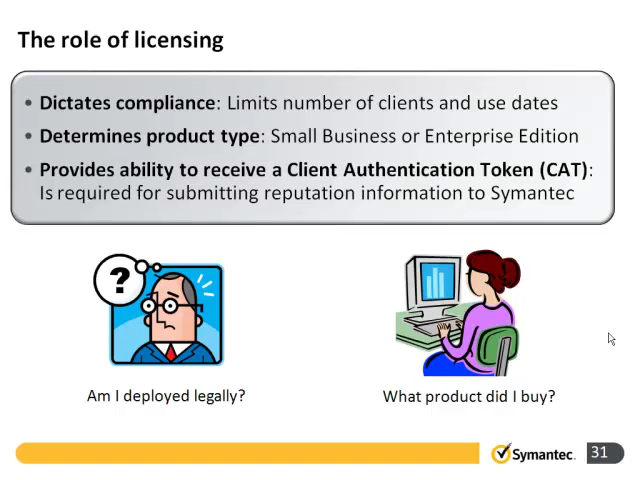 The role of licensing
• Dictates compliance: Limits number of clients and use dates
• Determines product type: Small Business or Enterprise Edition
• Provides ability to receive a Client Authentication Token (CAT):
Is required for submitting reputation information to Symantec
?
Am I deployed legally?
What product did I buy?
Symantec.
31